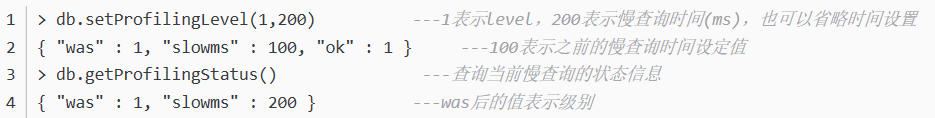 1 > db.setProfilingLevel(1,200) ---1表示level，200表示慢查询时间(ms)，也可以省略时间设置
2 { "was" : 1, "slowms" : 100, "ok" : 1 } ---100表示之前的慢查询时间设定值
3 > db.getProfilingStatus() ---查询当前慢查询的状态信息
4 { "was" : 1, "slowms" : 200 } ---was后的值表示级别